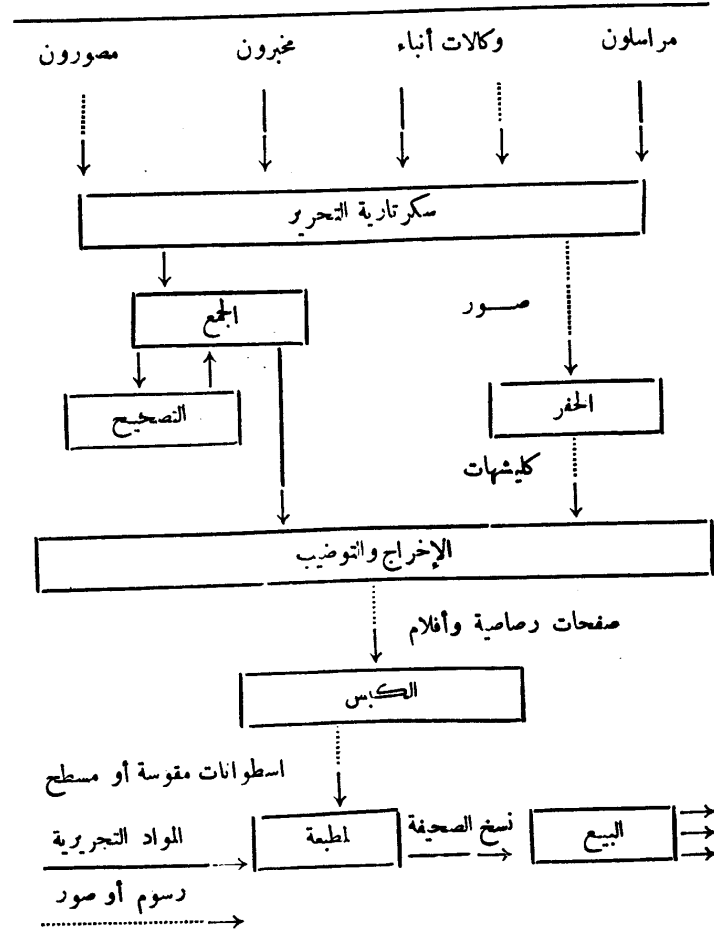 مراسلون وكالات أنباء مخبرون مصورون
سكرتارية التحرير
الجمع
صور
التصحيح
الحفر
كليشهات
الإخراج والتوضيب
صفحات رصاصية وأفلام
الكبس
اسطوانات مقوسة أو مسطح
البيع
نسخ الصحيفة
لمطبعة
المواد التجريرية
رسوم أو صور